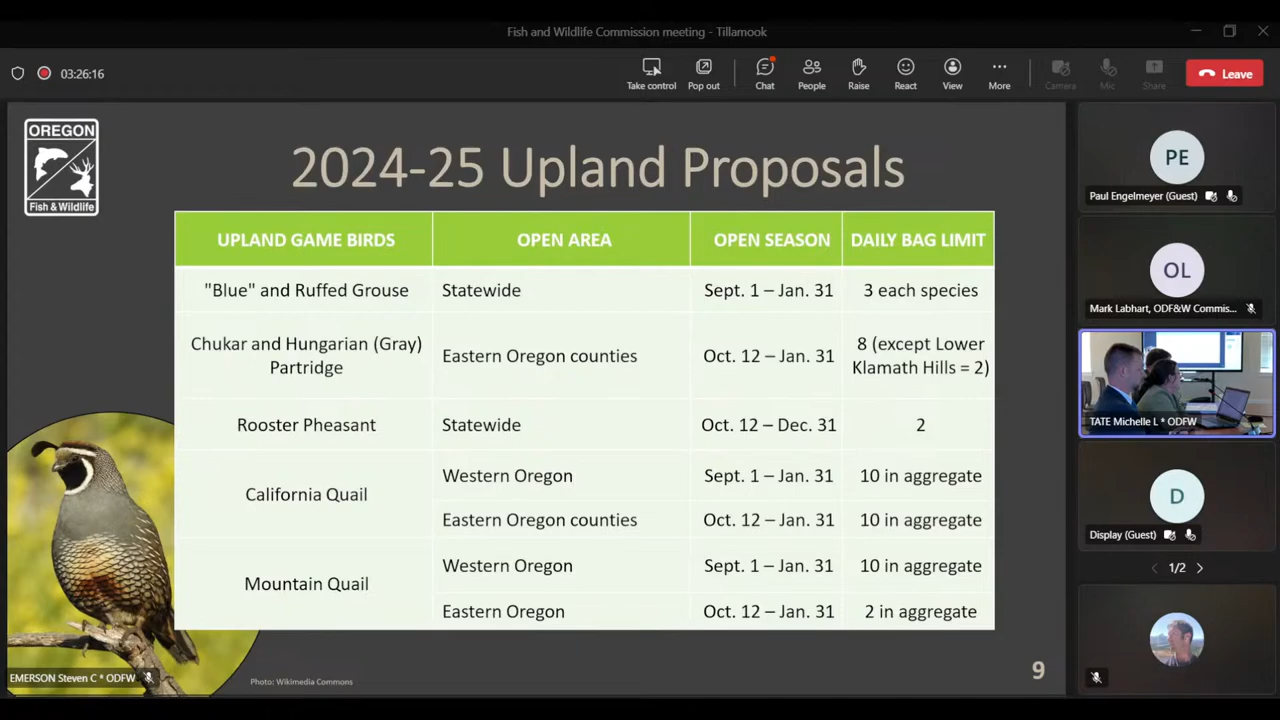 Fish and Wildlife Commission meeting - Tillamook
03:26:16
Take control
Pop out
Chat
People
Raise
React
View
More
Camera
Mic
Share
Leave
OREGON
Fish & Wildlife
2024-25 Upland Proposals
UPLAND GAME BIRDS
OPEN AREA
OPEN SEASON
DAILY BAG LIMIT
"Blue" and Ruffed Grouse
Statewide
Sept. 1 – Jan. 31
3 each species
Chukar and Hungarian (Gray)
Partridge
Eastern Oregon counties
Oct. 12 – Jan. 31
8 (except Lower
Klamath Hills = 2)
Rooster Pheasant
Statewide
Oct. 12 – Dec. 31
2
California Quail
Western Oregon
Sept. 1 – Jan. 31
10 in aggregate
Eastern Oregon counties
Oct. 12 – Jan. 31
10 in aggregate
Mountain Quail
Western Oregon
Sept. 1 – Jan. 31
10 in aggregate
Eastern Oregon
Oct. 12 – Jan. 31
2 in aggregate
EMERSON Steven C * ODFW
Photo: Wikimedia Commons
9
PE
Paul Engelmeyer (Guest)
OL
Mark Labhart, ODF&W Commis...
TATE Michelle L * ODFW
D
Display (Guest)
1/2